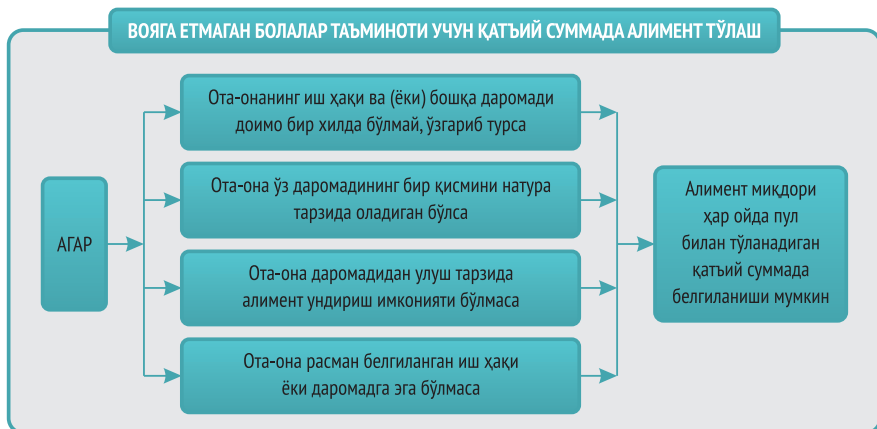 ВОЯГА ЕТМАГАН БОЛАЛАР ТАЪМИНОТИ УЧУН ҚАТЪИЙ СУММАДА АЛИМЕНТ ТЎЛАШ
АГАР
Ота-онанинг иш ҳақи ва (ёки) бошқа даромади
доимо бир хилда бўлмай, ўзгариб турса
Ота-она ўз даромадининг бир қисмини натура
тарзида оладиган бўлса
Ота-она даромадидан улуш тарзида
алимент ундириш имконияти бўлмаса
Ота-она расман белгиланган иш ҳақи
ёки даромадга эга бўлмаса
Алимент миқдори
ҳар ойда пул
билан тўланадиган
қатъий суммада
белгиланиши мумкин